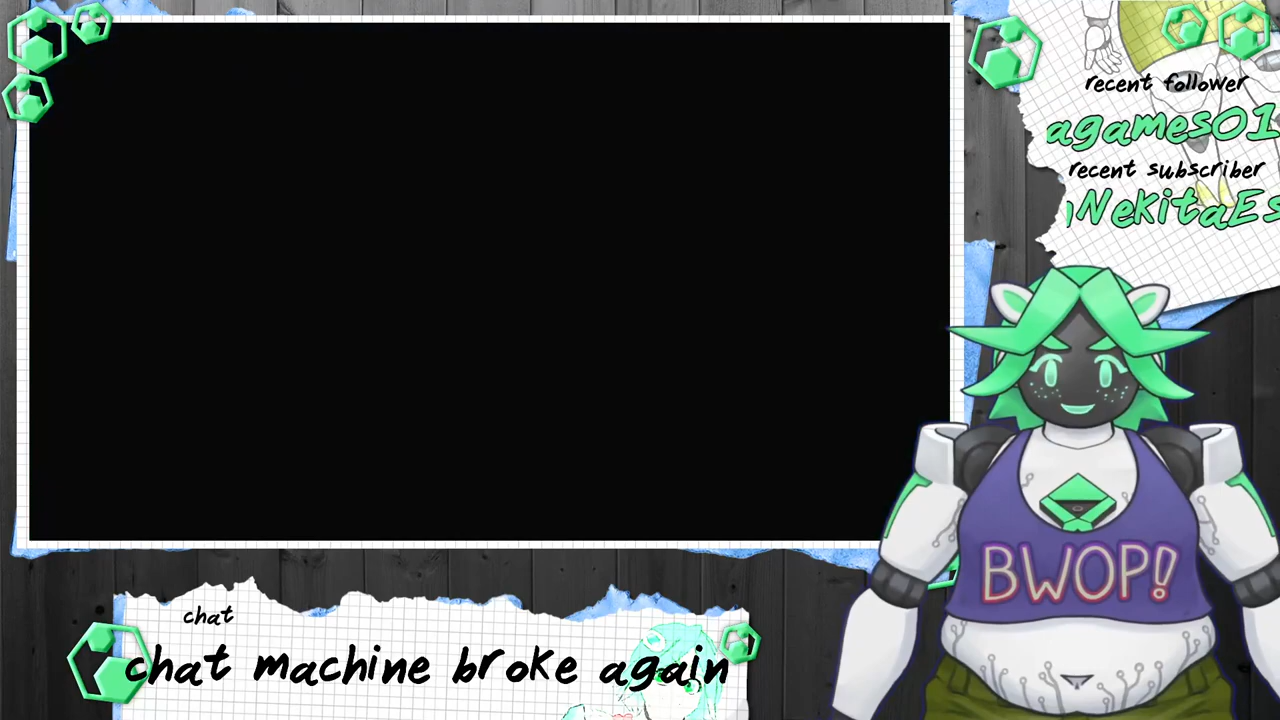 recent follower
agames01
recent subscriber
NekitaEs
BWOP!
chat
chat machine broke again